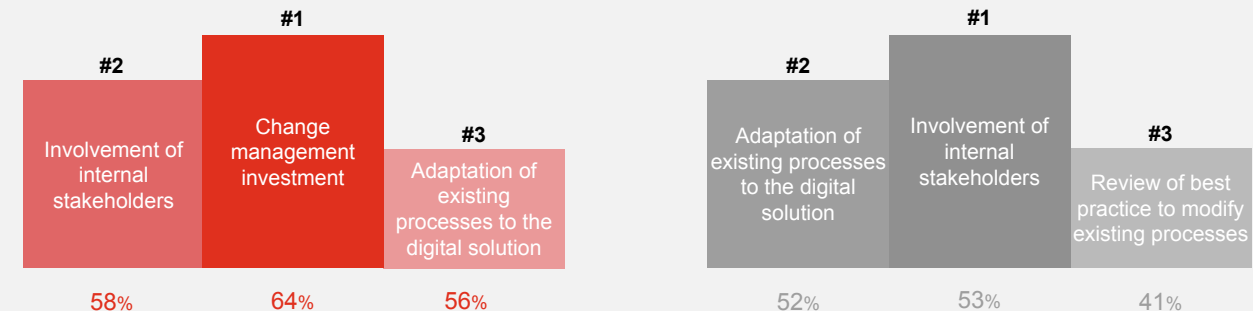 #1
#2
#3
Involvement of
internal
stakeholders
Change
management
investment
Adaptation of
existing
processes to the
digital solution
58%
64%
56%
#1
#2
#3
Adaptation of
existing processes
to the digital
solution
Involvement of
internal
stakeholders
Review of best
practice to modify
existing processes
52%
53%
41%